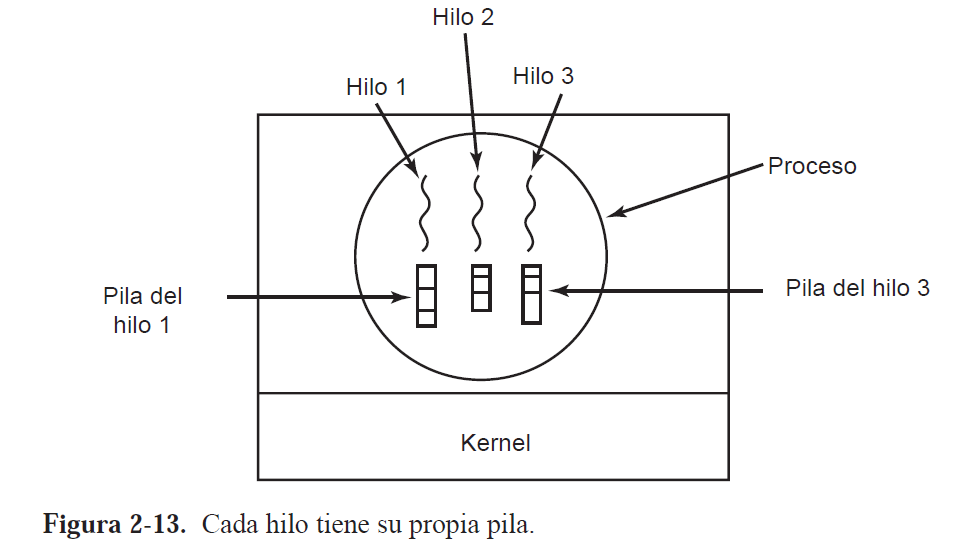 Hilo 2
Hilo 1
Hilo 3
Proceso
Pila del
hilo 1
Pila del hilo 3
Kernel
Figura 2-13. Cada hilo tiene su propia pila.